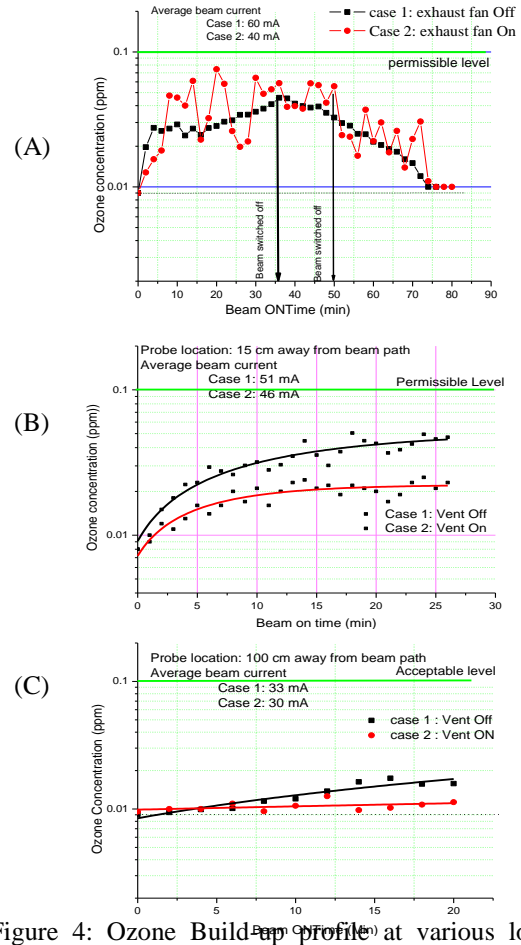 (A)
Average beam current
Case 1: 60 mA
Case 2: 40 mA
case 1: exhaust fan Off
Case 2: exhaust fan On
permissible level
0.1
0.01
Ozone concentration (ppm)
Beam switched off
Beam switched off
0 10 20 30 40 50 60 70 80 90
Beam ONTime (min)
(B)
Probe location: 15 cm away from beam path
Average beam current
Case 1: 51 mA
Case 2: 46 mA
Permissible Level
0.1
0.01
Ozone concentration (ppm))
Case 1: Vent Off
Case 2: Vent On
0 5 10 15 20 25 30
Beam on time (min)
(C)
Probe location: 100 cm away from beam path
Average beam current
Case 1: 33 mA
Case 2: 30 mA
Acceptable level
case 1 : Vent Off
case 2 : Vent ON
0.1
0.01
Ozone Concentration (ppm)
0 5 10 15 20
Beam ONTime (min)
Figure 4: Ozone Build-up profile at various lo